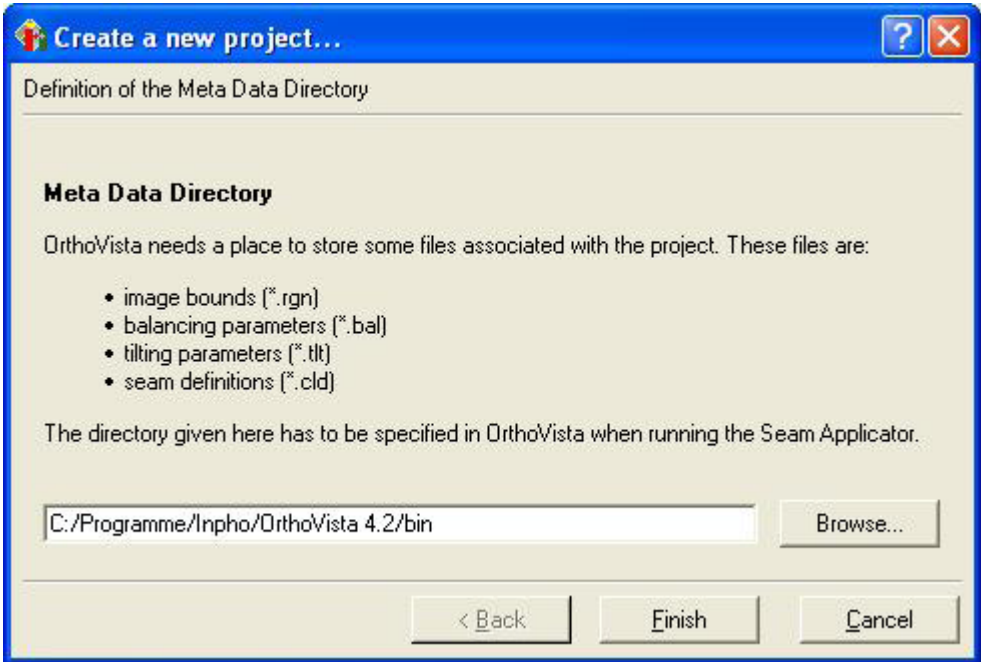 Create a new project...
Definition of the Meta Data Directory
Meta Data Directory
OrthoVista needs a place to store some files associated with the project. These files are:
• image bounds (*.rgn)
• balancing parameters (*.bal)
• tilting parameters (*.tlt)
• seam definitions (*.cld)
The directory given here has to be specified in OrthoVista when running the Seam Applicator.
C:/Programme/Inpho/OrthoVista 4.2/bin
Browse...
< Back Finish Cancel